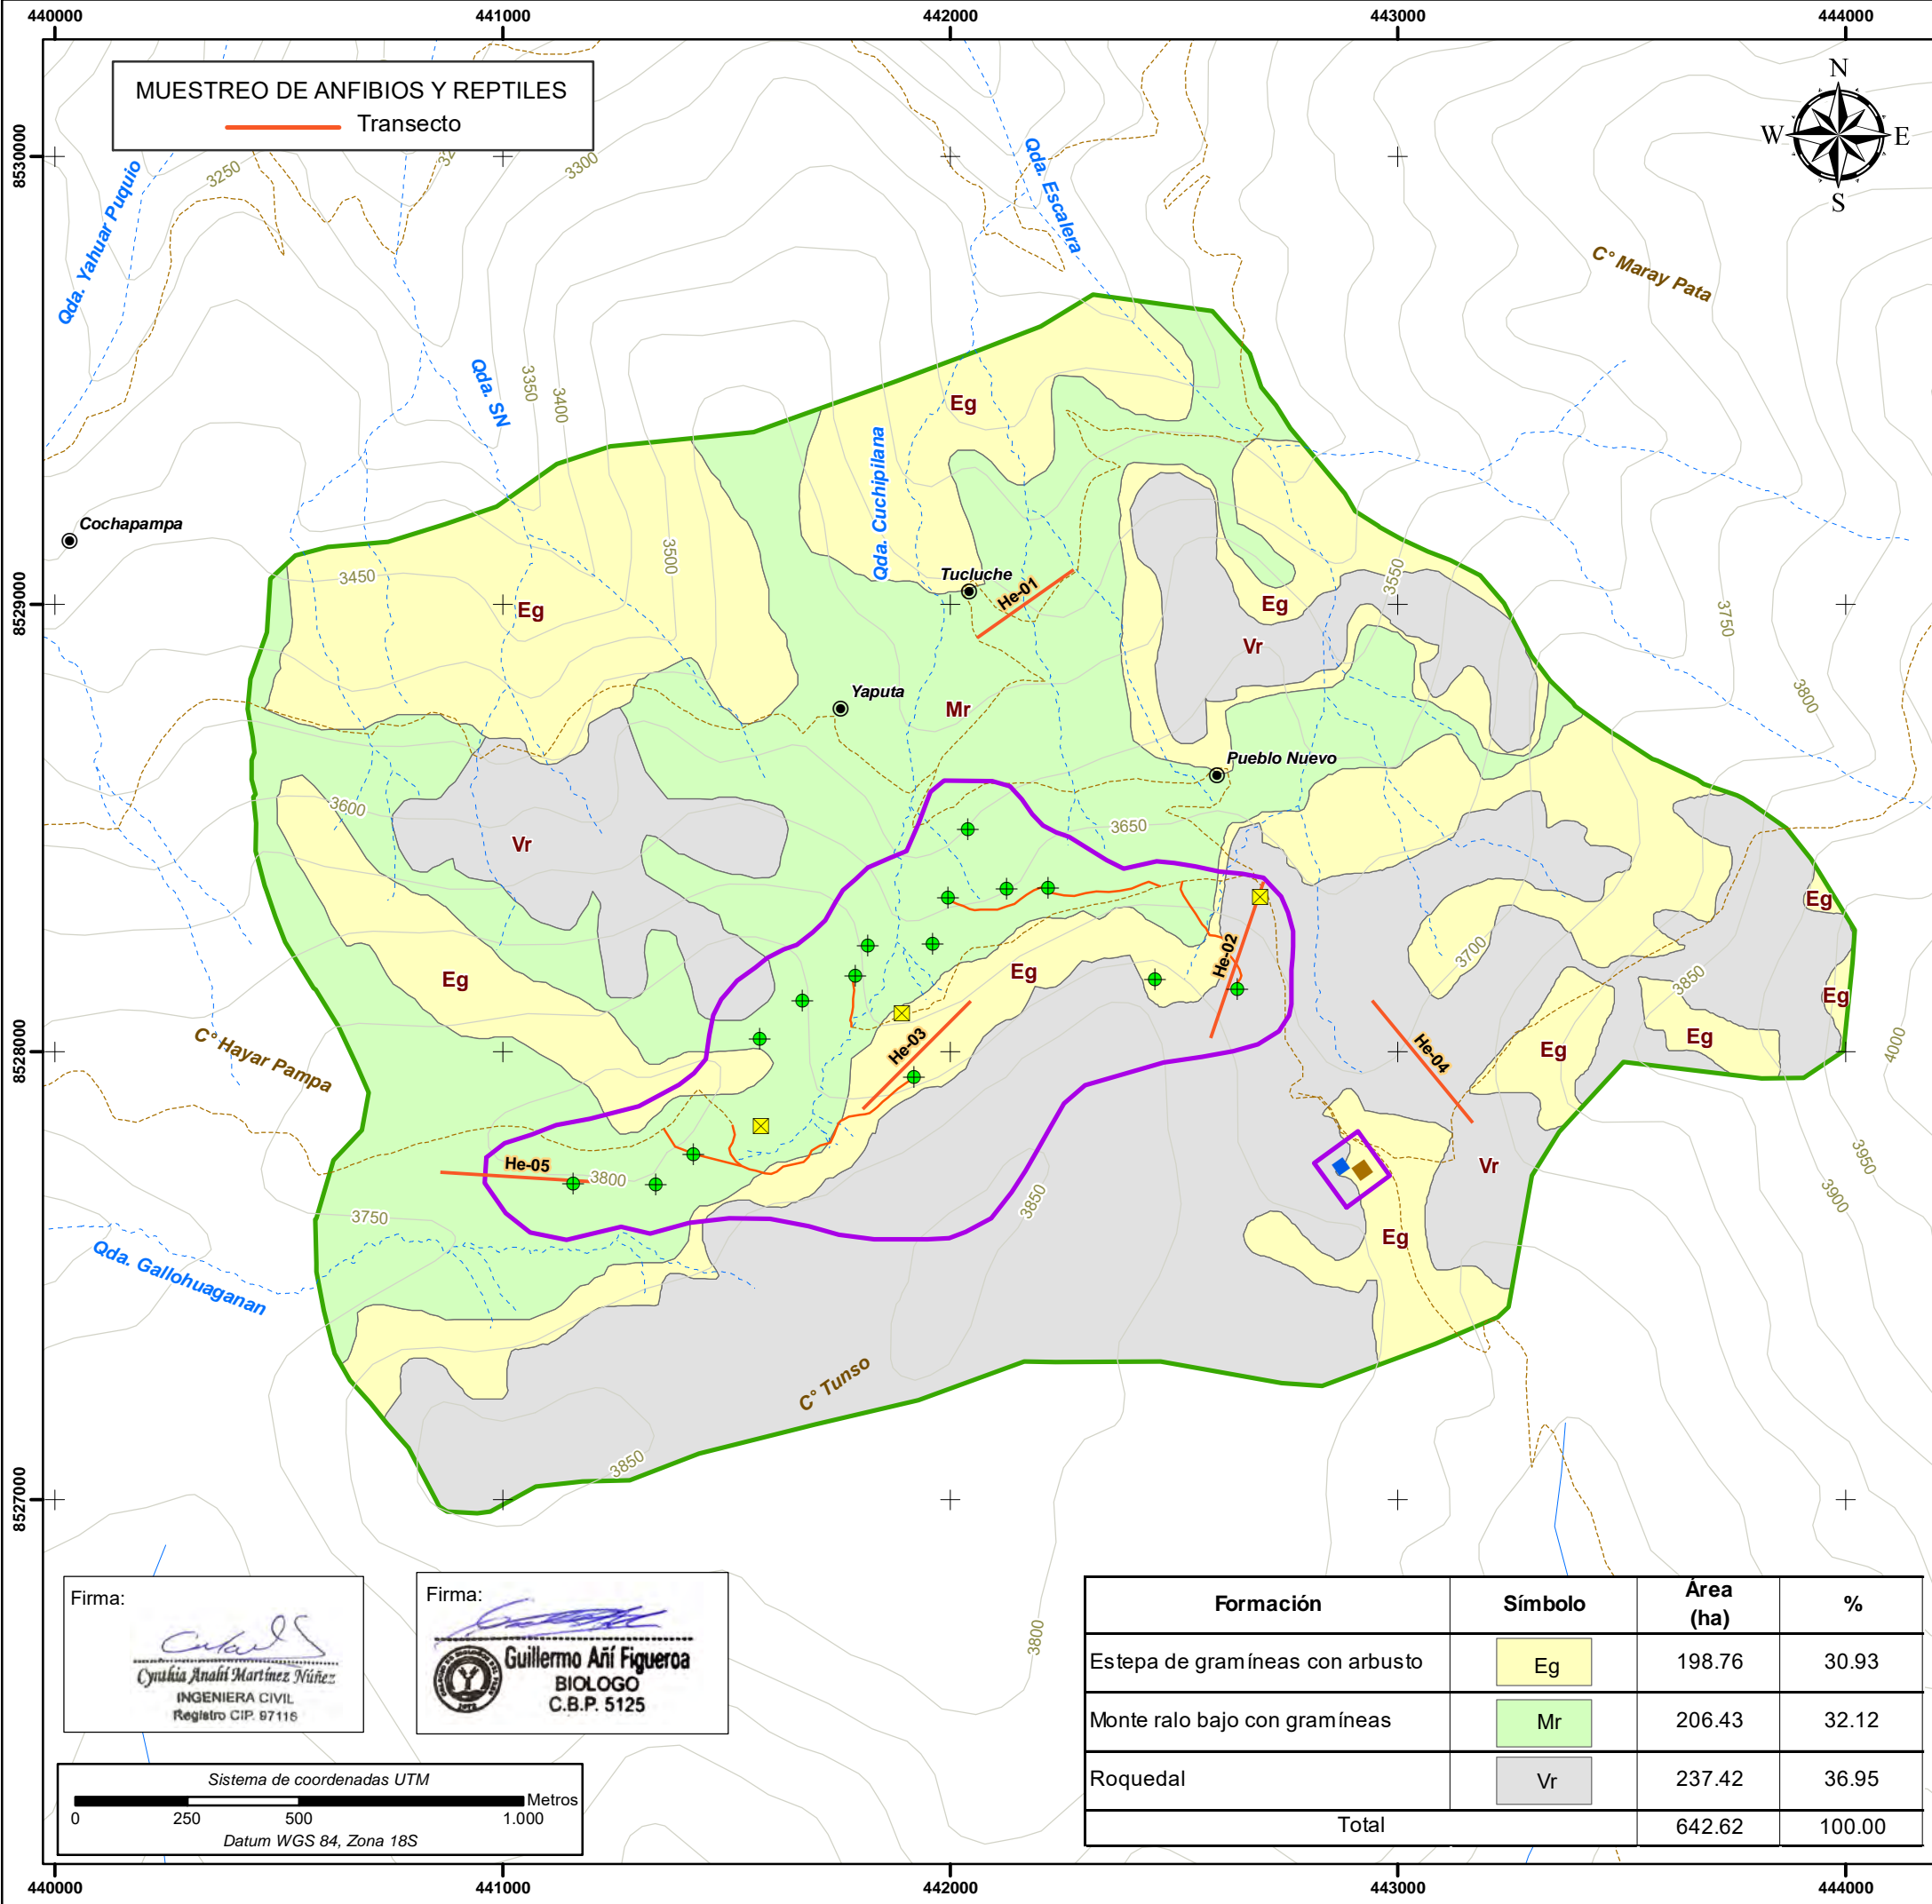 440000
441000
442000
443000
444000
MUESTREO DE ANFIBIOS Y REPTILES
Transecto
N
W
E
S
8530000
8529000
8528000
8527000
3250
3300
Qda. Yahuar Puquio
Qda. Escalera
C° Maray Pata
Qda. SN
3350
3400
Eg
Qda. Cuchipilana
Cochapampa
3450
3500
Eg
Tucluche
He-01
Eg
3550
3750
Vr
Yaputa
Mr
3800
Pueblo Nuevo
3600
3650
Vr
Eg
He-02
3700
Eg
Eg
3850
Eg
C° Hayar Pampa
He-03
He-04
Eg
Eg
4000
He-05
3800
3850
Vr
3950
3900
3750
Qda. Gallohuaganan
Eg
C° Tunso
3850
3800
Firma:
Cynthia Anahí Martínez Núñez
INGENIERA CIVIL
Registro CIP. 97116
Firma:
Guillermo Añí Figueroa
BIOLOGO
C.B.P. 5125
Sistema de coordenadas UTM
Metros
0 250 500 1.000
Datum WGS 84, Zona 18S
Formación Símbolo Área (ha) %
Estepa de gramíneas con arbusto Eg 198.76 30.93
Monte ralo bajo con gramíneas Mr 206.43 32.12
Roquedal Vr 237.42 36.95
Total 642.62 100.00
440000
441000
442000
443000
444000